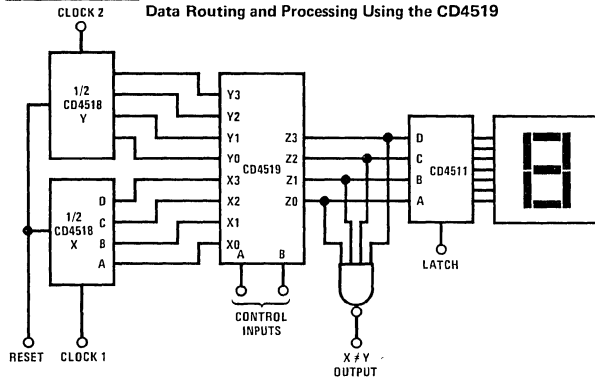 Data Routing and Processing Using the CD4519
CLOCK 2
1/2
CD4518
Y
Y3
Y2
Y1
Y0
X3
X2
X1
X0
CD4519
A
B
Z3
Z2
Z1
Z0
D
C
B
A
CD4511
D
C
B
A
1/2
CD4518
X
LATCH
CONTROL
INPUTS
RESET
CLOCK 1
X ≠ Y
OUTPUT